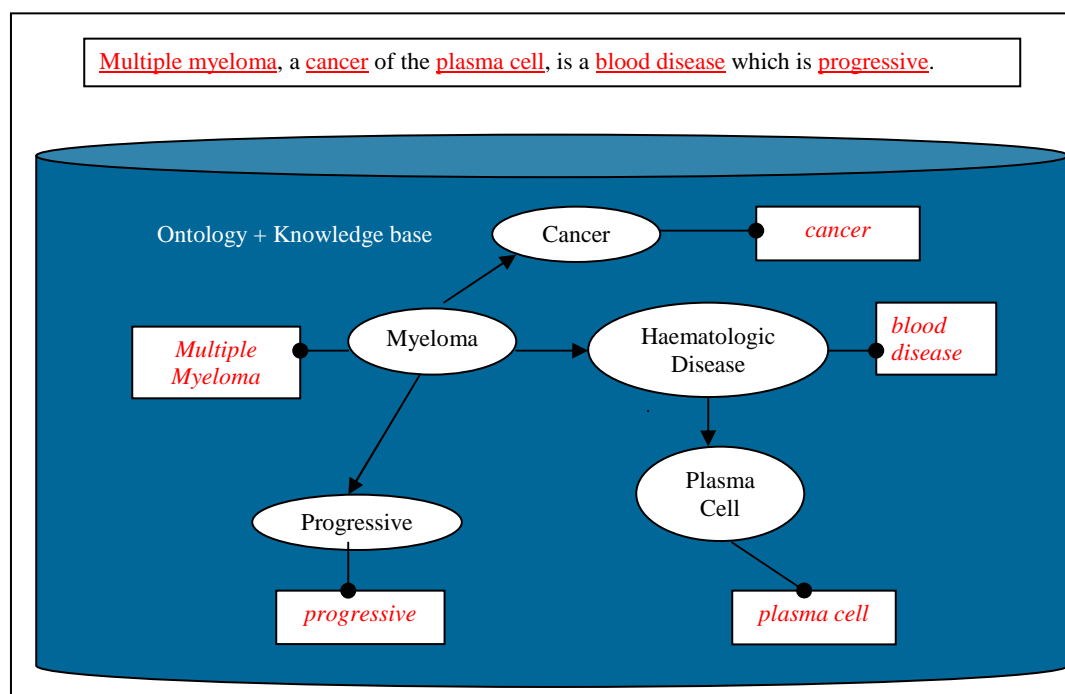 Multiple myeloma, a cancer of the plasma cell, is a blood disease which is progressive.
Ontology + Knowledge base
Cancer
cancer
Multiple
Myeloma
Myeloma
Haematologic
Disease
blood
disease
Plasma
Cell
Progressive
progressive
plasma cell